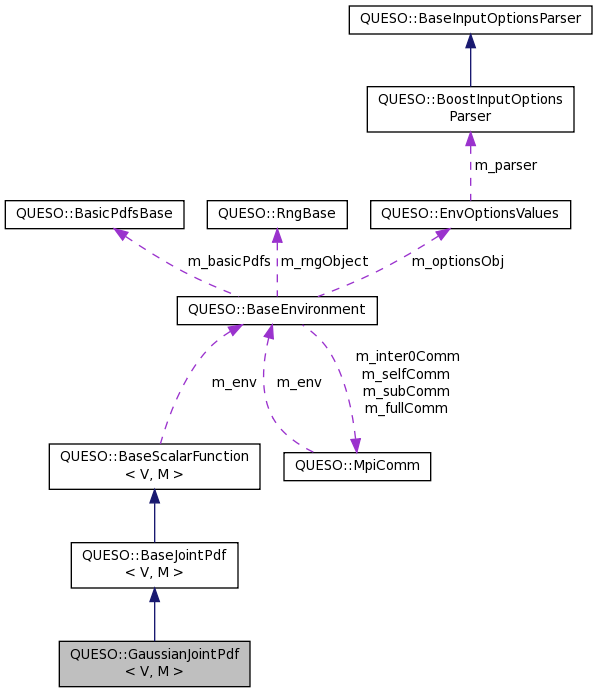 QUESO::BaseInputOptionsParser
QUESO::BoostInputOptions
Parser
m_parser
QUESO::BasicPdfsBase
QUESO::RngBase
QUESO::EnvOptionsValues
m_basicPdfs
m_rngObject
m_optionsObj
QUESO::BaseEnvironment
m_inter0Comm
m_selfComm
m_subComm
m_fullComm
m_env
m_env
QUESO::BaseScalarFunction
< V, M >
QUESO::MpiComm
QUESO::BaseJointPdf
< V, M >
QUESO::GaussianJointPdf
< V, M >